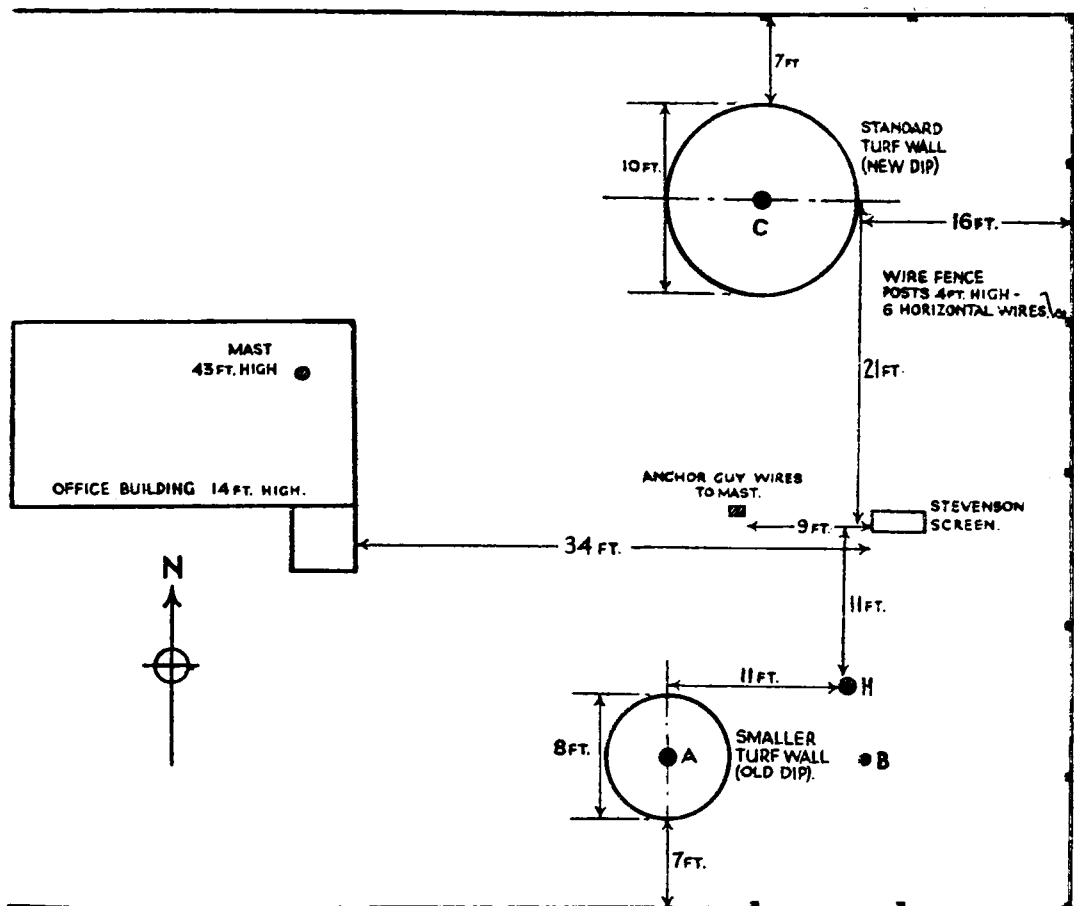 7FT
STANDARD
TURF WALL
(NEW DIP)
10FT.
C
16FT.
WIRE FENCE
POSTS 4FT. HIGH -
6 HORIZONTAL WIRES.
MAST
43FT. HIGH
21FT.
OFFICE BUILDING 14FT. HIGH.
ANCHOR GUY WIRES
TO MAST.
STEVENSON
SCREEN.
9FT.
34FT.
N
11FT.
11FT.
H
8FT.
A
SMALLER
TURF WALL
(OLD DIP).
B
7FT.